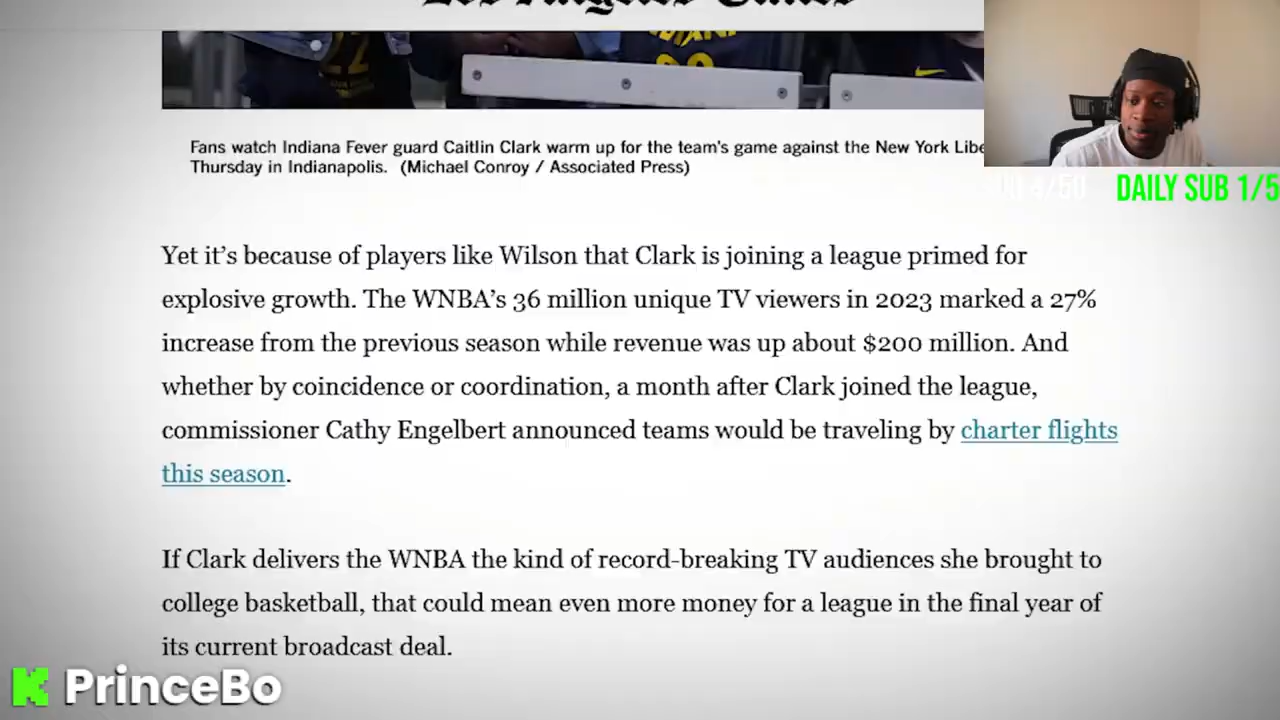 Los Angeles Times
Fans watch Indiana Fever guard Caitlin Clark warm up for the team's game against the New York Libe
Thursday in Indianapolis. (Michael Conroy / Associated Press)
DAILY SUB 1/5
Yet it's because of players like Wilson that Clark is joining a league primed for
explosive growth. The WNBA's 36 million unique TV viewers in 2023 marked a 27%
increase from the previous season while revenue was up about $200 million. And
whether by coincidence or coordination, a month after Clark joined the league,
commissioner Cathy Engelbert announced teams would be traveling by charter flights
this season.
If Clark delivers the WNBA the kind of record-breaking TV audiences she brought to
college basketball, that could mean even more money for a league in the final year of
its current broadcast deal.
K PrinceBo